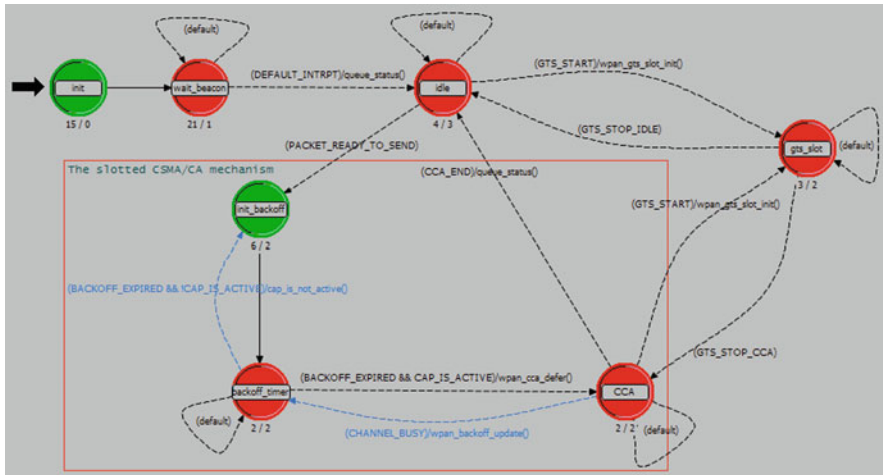 (default)
(default)
(GTS_START)/wpan_gts_slot_init()
init
wait_beacon
(DEFAULT_INTRPT)/queue_status()
idle
15 / 0
21 / 1
4 / 3
(GTS_STOP_IDLE)
(default)
gts_slot
(PACKET_READY_TO_SEND)
The slotted CSMA/CA mechanism
(CCA_END)/queue_status()
3 / 2
init_backoff
(GTS_START)/wpan_gts_slot_init()
6 / 2
(BACKOFF_EXPIRED && !CAP_IS_ACTIVE)/cap_is_not_active()
(GTS_STOP_CCA)
(BACKOFF_EXPIRED && CAP_IS_ACTIVE)/wpan_cca_defer()
backoff_timer
CCA
(default)
2 / 2
2 / 2
(default)
(CHANNEL_BUSY)/wpan_backoff_update()